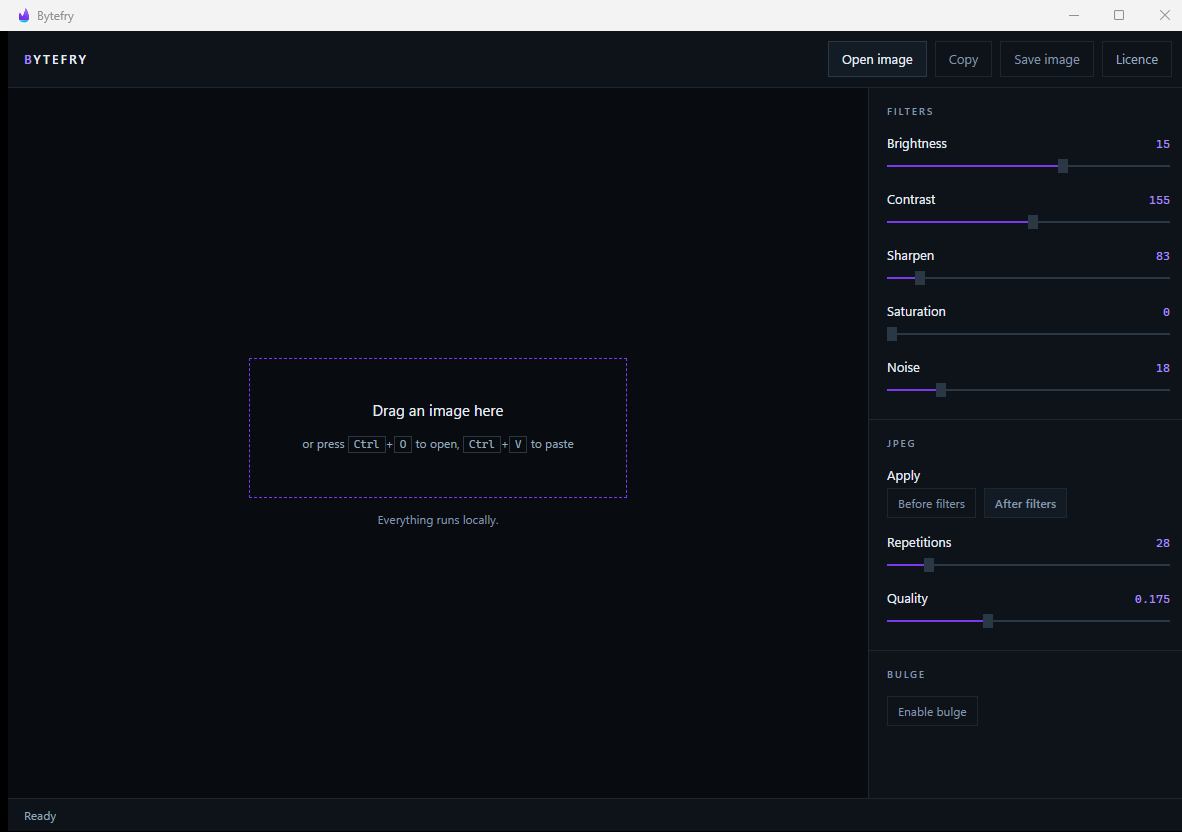 Bytefry
BYTEFRY
Open image Copy Save image Licence
FILTERS
Brightness 15
Contrast 155
Sharpen 83
Saturation 0
Noise 18
Drag an image here
or press Ctrl+O to open, Ctrl+V to paste
Everything runs locally.
JPEG
Apply
Before filters After filters
Repetitions 28
Quality 0.175
BULGE
Enable bulge
Ready